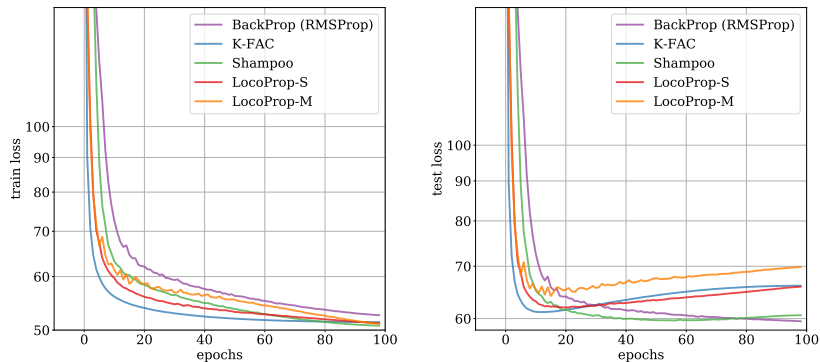 BackProp (RMSProp)
K-FAC
Shampoo
LocoProp-S
LocoProp-M
train loss
100
90
80
70
60
50
0 20 40 60 80 100
epochs
BackProp (RMSProp)
K-FAC
Shampoo
LocoProp-S
LocoProp-M
test loss
100
90
80
70
60
0 20 40 60 80 100
epochs